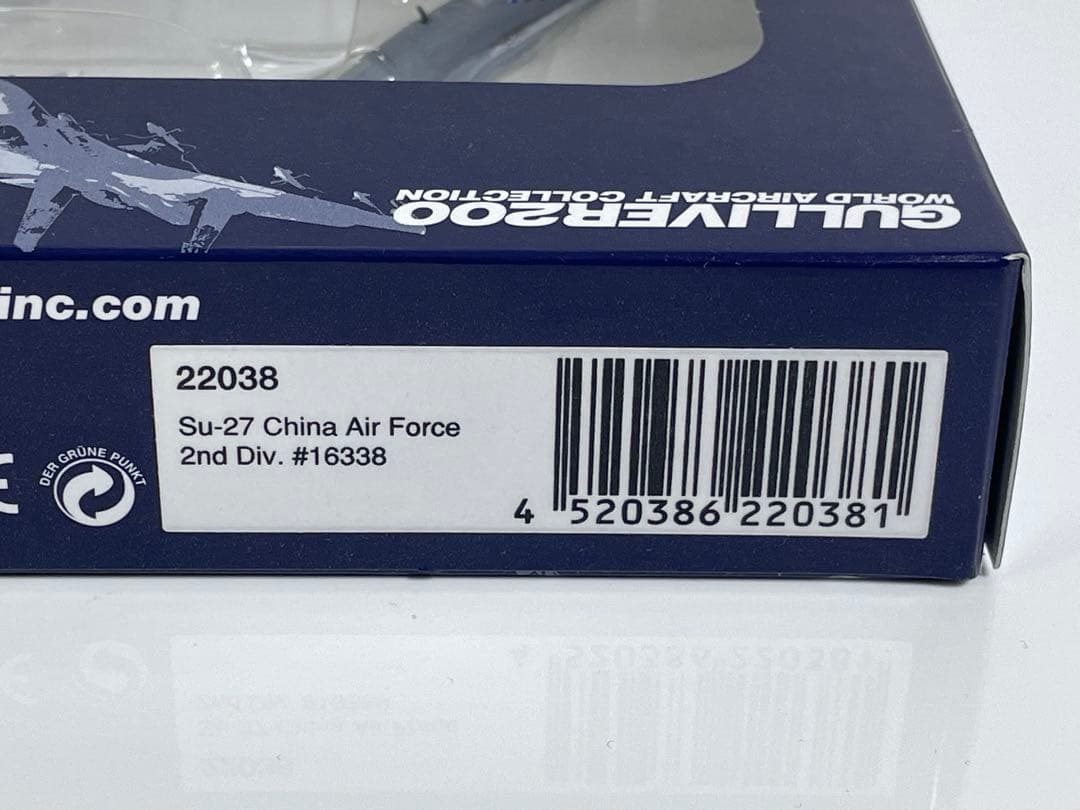 GULLIVER200
WORLD AIRCRAFT COLLECTION
inc.com
22038
Su-27 China Air Force
2nd Div. #16338
4 520386 220381
CE
DER GRÜNE PUNKT